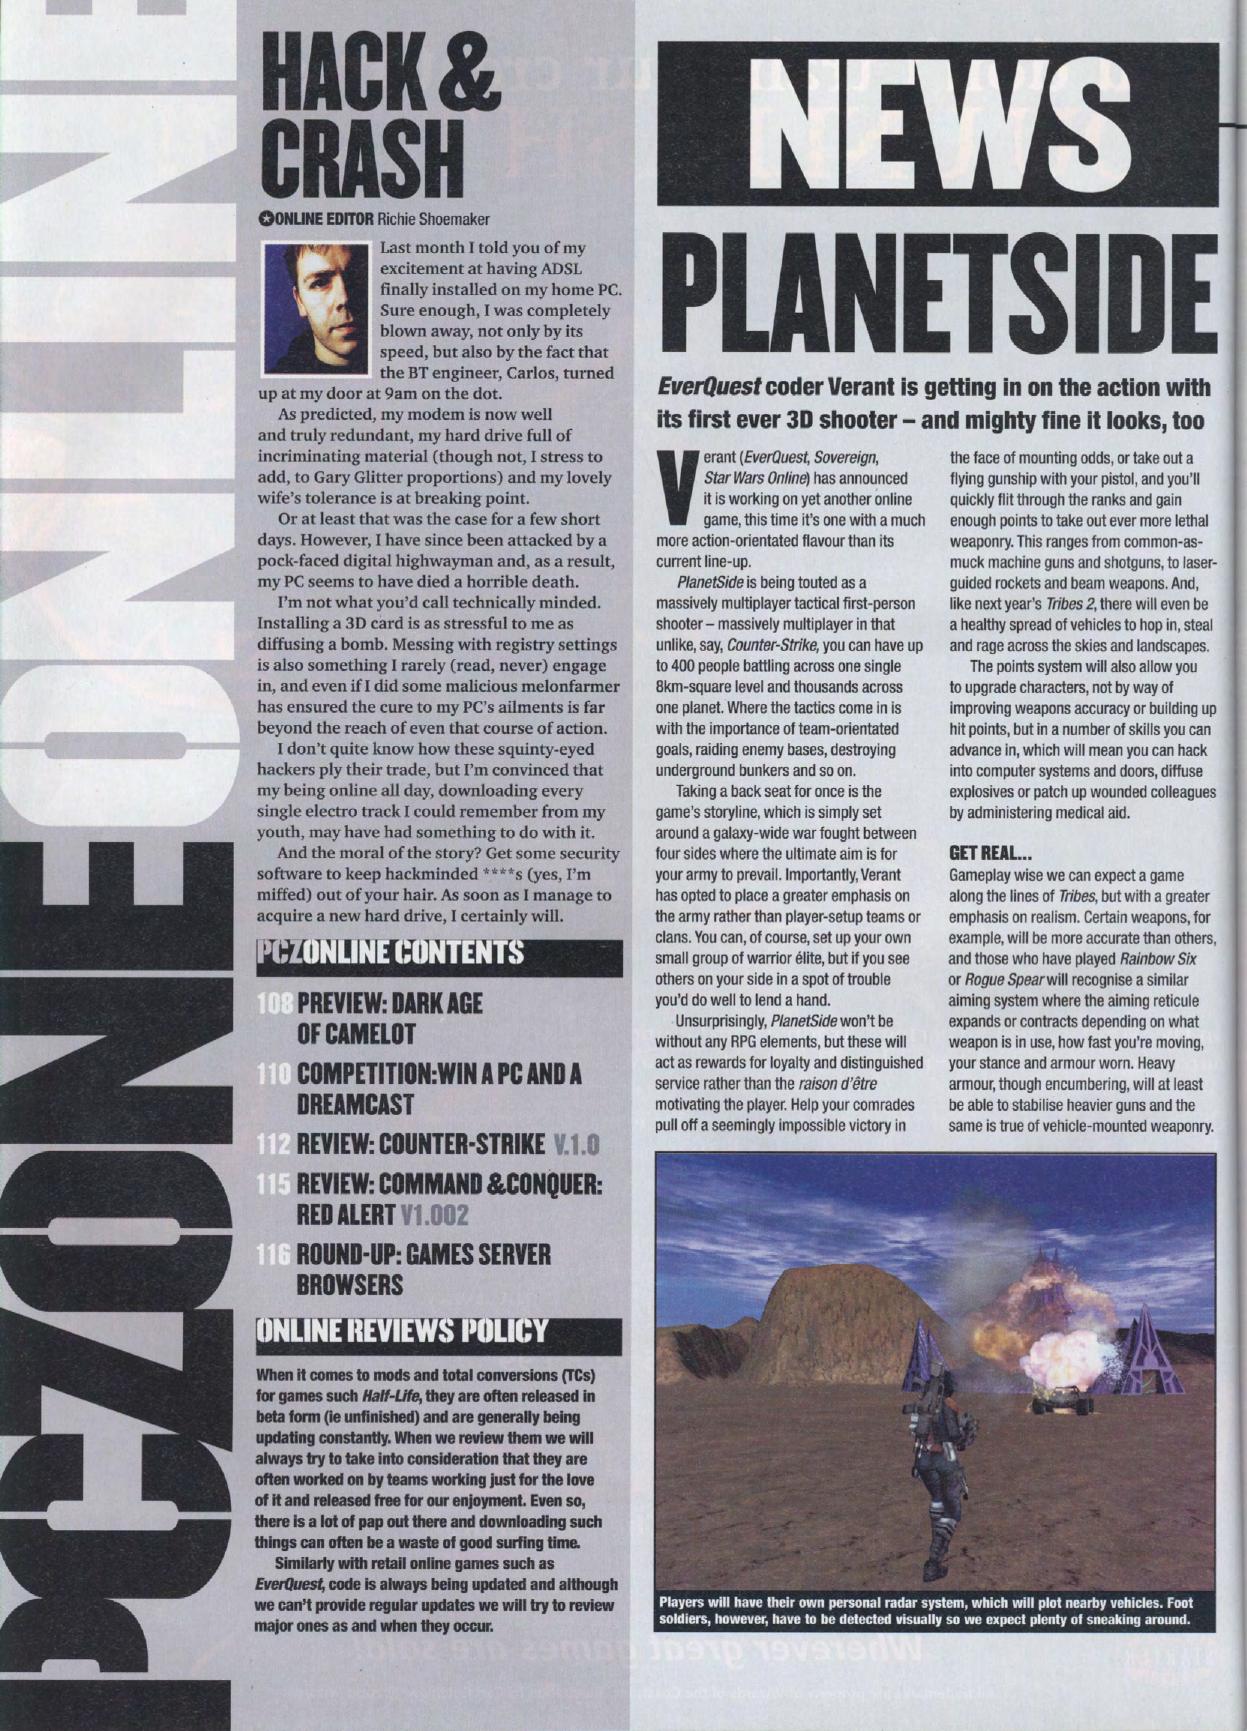 PCZONEONLINE
HACK &
CRASH
ONLINE EDITOR Richie Shoemaker
Last month I told you of my
excitement at having ADSL
finally installed on my home PC.
Sure enough, I was completely
blown away, not only by its
speed, but also by the fact that
the BT engineer, Carlos, turned
up at my door at 9am on the dot.
As predicted, my modem is now well
and truly redundant, my hard drive full of
incriminating material (though not, I stress to
add, to Gary Glitter proportions) and my lovely
wife's tolerance is at breaking point.
Or at least that was the case for a few short
days. However, I have since been attacked by a
pock-faced digital highwayman and, as a result,
my PC seems to have died a horrible death.
I'm not what you'd call technically minded.
Installing a 3D card is as stressful to me as
diffusing a bomb. Messing with registry settings
is also something I rarely (read, never) engage
in, and even if I did some malicious melonfarmer
has ensured the cure to my PC's ailments is far
beyond the reach of even that course of action.
I don't quite know how these squinty-eyed
hackers ply their trade, but I'm convinced that
my being online all day, downloading every
single electro track I could remember from my
youth, may have had something to do with it.
And the moral of the story? Get some security
software to keep hackminded ****s (yes, I'm
miffed) out of your hair. As soon as I manage to
acquire a new hard drive, I certainly will.
PCZONLINE CONTENTS
108 PREVIEW: DARK AGE
OF CAMELOT
110 COMPETITION:WIN A PC AND A
DREAMCAST
112 REVIEW: COUNTER-STRIKE V.1.0
115 REVIEW: COMMAND &CONQUER:
RED ALERT V1.002
116 ROUND-UP: GAMES SERVER
BROWSERS
ONLINE REVIEWS POLICY
When it comes to mods and total conversions (TCs)
for games such Half-Life, they are often released in
beta form (ie unfinished) and are generally being
updating constantly. When we review them we will
always try to take into consideration that they are
often worked on by teams working just for the love
of it and released free for our enjoyment. Even so,
there is a lot of pap out there and downloading such
things can often be a waste of good surfing time.
Similarly with retail online games such as
EverQuest, code is always being updated and although
we can't provide regular updates we will try to review
major ones as and when they occur.
NEWS
PLANETSIDE
EverQuest coder Verant is getting in on the action with
its first ever 3D shooter – and mighty fine it looks, too
Verant (EverQuest, Sovereign,
Star Wars Online) has announced
it is working on yet another online
game, this time it's one with a much
more action-orientated flavour than its
current line-up.
PlanetSide is being touted as a
massively multiplayer tactical first-person
shooter – massively multiplayer in that
unlike, say, Counter-Strike, you can have up
to 400 people battling across one single
8km-square level and thousands across
one planet. Where the tactics come in is
with the importance of team-orientated
goals, raiding enemy bases, destroying
underground bunkers and so on.
Taking a back seat for once is the
game's storyline, which is simply set
around a galaxy-wide war fought between
four sides where the ultimate aim is for
your army to prevail. Importantly, Verant
has opted to place a greater emphasis on
the army rather than player-setup teams or
clans. You can, of course, set up your own
small group of warrior élite, but if you see
others on your side in a spot of trouble
you'd do well to lend a hand.
Unsurprisingly, PlanetSide won't be
without any RPG elements, but these will
act as rewards for loyalty and distinguished
service rather than the raison d'être
motivating the player. Help your comrades
pull off a seemingly impossible victory in
the face of mounting odds, or take out a
flying gunship with your pistol, and you'll
quickly flit through the ranks and gain
enough points to take out ever more lethal
weaponry. This ranges from common-as-
muck machine guns and shotguns, to laser-
guided rockets and beam weapons. And,
like next year's Tribes 2, there will even be
a healthy spread of vehicles to hop in, steal
and rage across the skies and landscapes.
The points system will also allow you
to upgrade characters, not by way of
improving weapons accuracy or building up
hit points, but in a number of skills you can
advance in, which will mean you can hack
into computer systems and doors, diffuse
explosives or patch up wounded colleagues
by administering medical aid.
GET REAL...
Gameplay wise we can expect a game
along the lines of Tribes, but with a greater
emphasis on realism. Certain weapons, for
example, will be more accurate than others,
and those who have played Rainbow Six
or Rogue Spear will recognise a similar
aiming system where the aiming reticule
expands or contracts depending on what
weapon is in use, how fast you're moving,
your stance and armour worn. Heavy
armour, though encumbering, will at least
be able to stabilise heavier guns and the
same is true of vehicle-mounted weaponry.
Players will have their own personal radar system, which will plot nearby vehicles. Foot
soldiers, however, have to be detected visually so we expect plenty of sneaking around.
Wherever great games are sold.